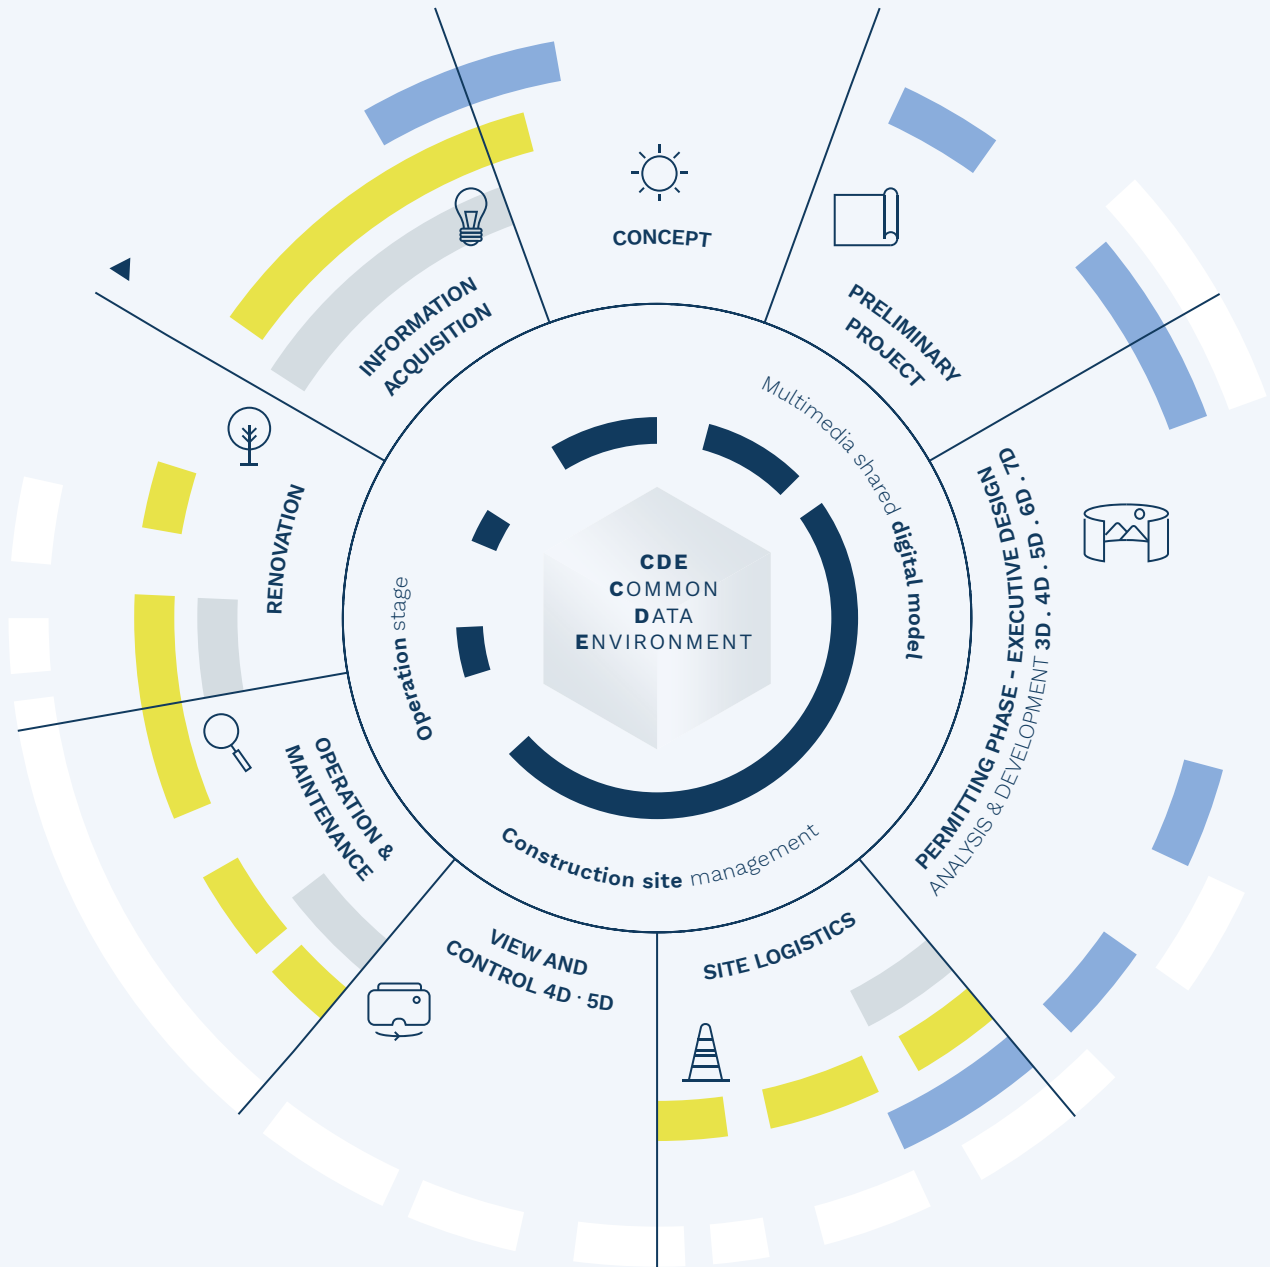 CONCEPT
PRELIMINARY
PROJECT
PERMITTING PHASE - EXECUTIVE DESIGN
ANALYSIS & DEVELOPMENT 3D . 4D . 5D . 6D . 7D
SITE LOGISTICS
VIEW AND
CONTROL 4D · 5D
OPERATION &
MAINTENANCE
RENOVATION
INFORMATION
ACQUISITION
Multimedia shared digital model
Construction site management
Operation stage
CDE
COMMON
DATA
ENVIRONMENT